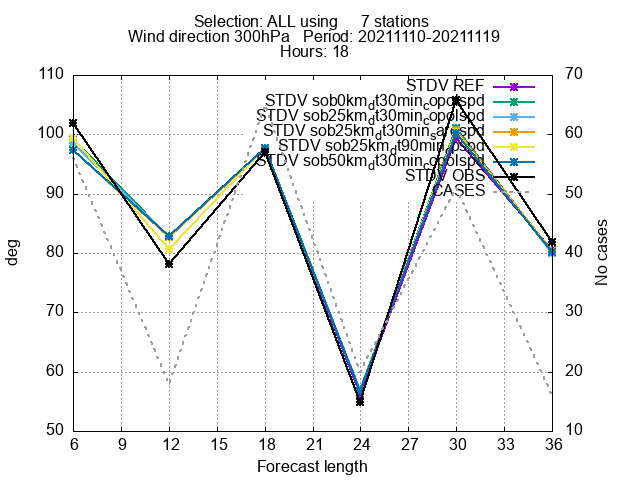 Selection: ALL using 7 stations
Wind direction 300hPa Period: 20211110-20211119
Hours: 18
110
100
90
80
70
60
50
deg
70
60
50
40
30
20
10
No cases
STDV REF
STDV sob0km_dt30min_copolspd
STDV sob25km_dt30min_copolspd
STDV sob25km_dt30min_
STDV sob25km_dt90min_
STDV sob50km_dt30min_copolspd
STDV OBS
CASES
6 9 12 15 18 21 24 27 30 33 36
Forecast length